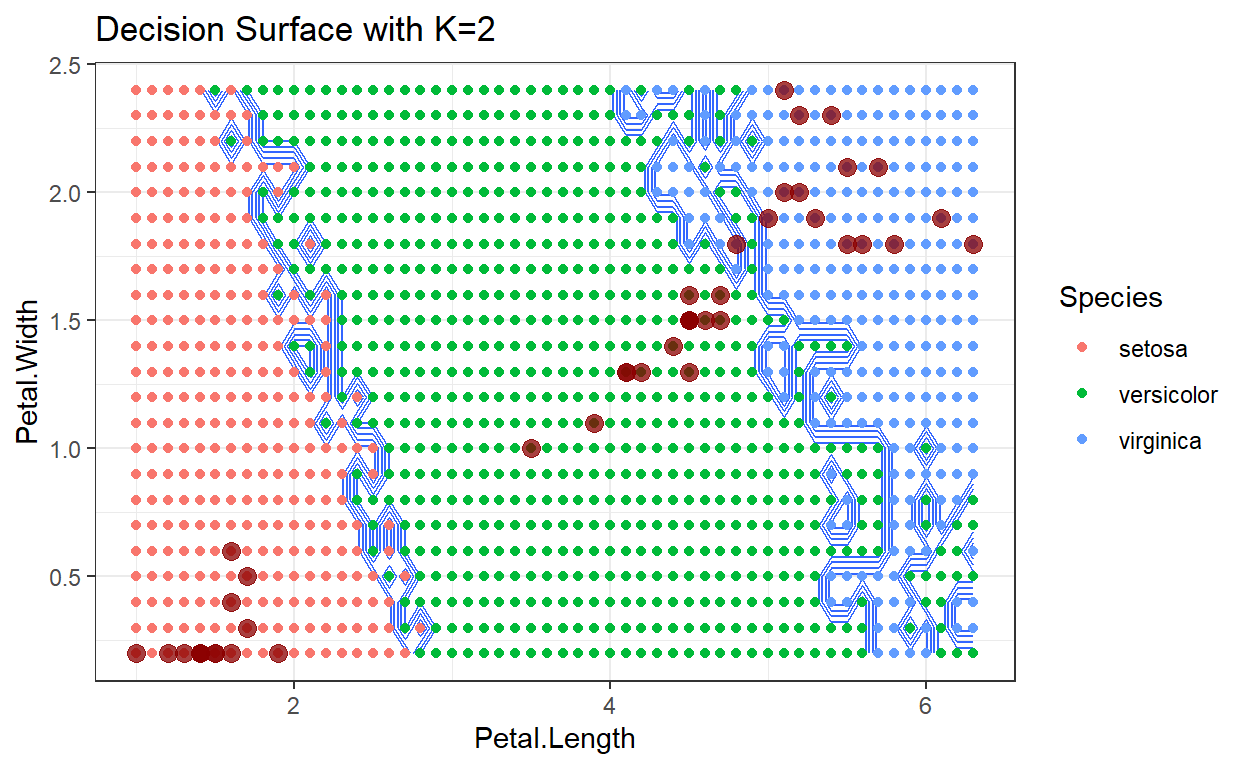 Decision Surface with K=2
2.5
2.0
1.5
1.0
0.5
Petal.Width
2
4
6
Petal.Length
Species
setosa
versicolor
virginica